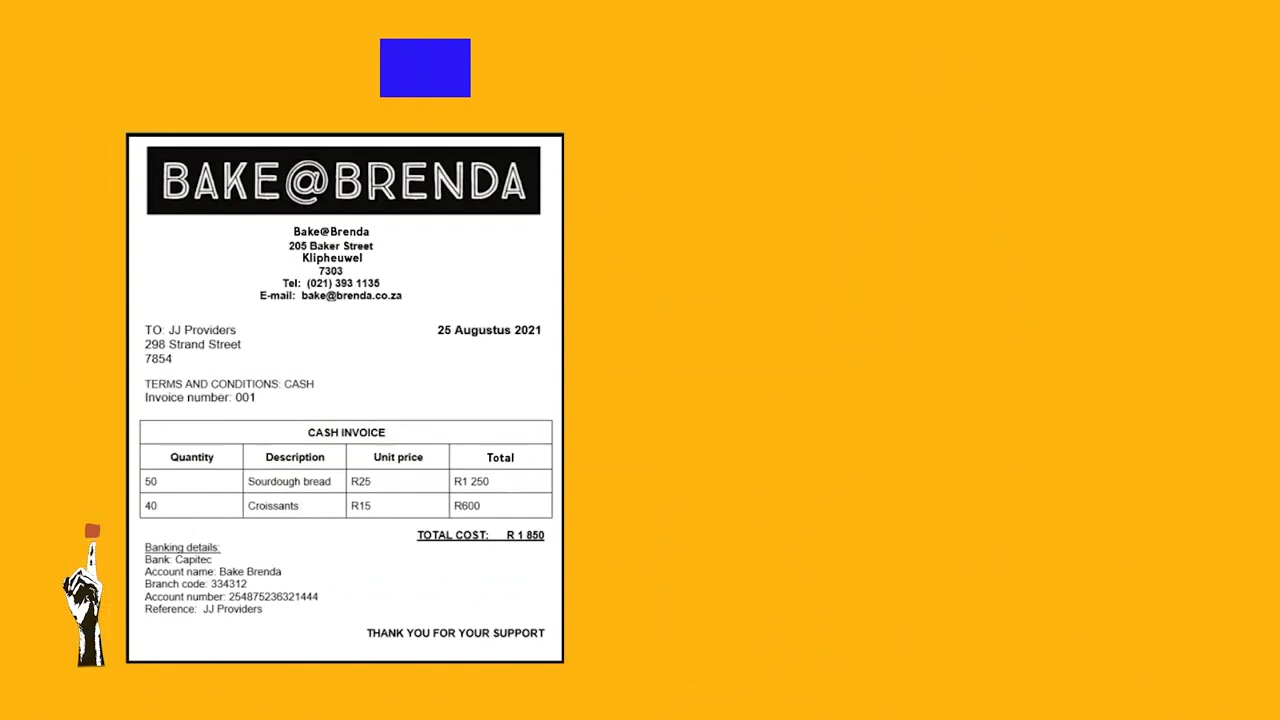 BAKE@BRENDA
Bake@Brenda
205 Baker Street
Klipheuwel
7303
Tel: (021) 393 1135
E-mail: bake@brenda.co.za
TO: JJ Providers
25 Augustus 2021
298 Strand Street
7854
TERMS AND CONDITIONS: CASH
Invoice number: 001
CASH INVOICE
Quantity Description Unit price Total
50 Sourdough bread R25 R1 250
40 Croissants R15 R600
TOTAL COST: R 1 850
Banking details:
Bank: Capitec
Account name: Bake Brenda
Branch code: 334312
Account number: 254875236321444
Reference: JJ Providers
THANK YOU FOR YOUR SUPPORT